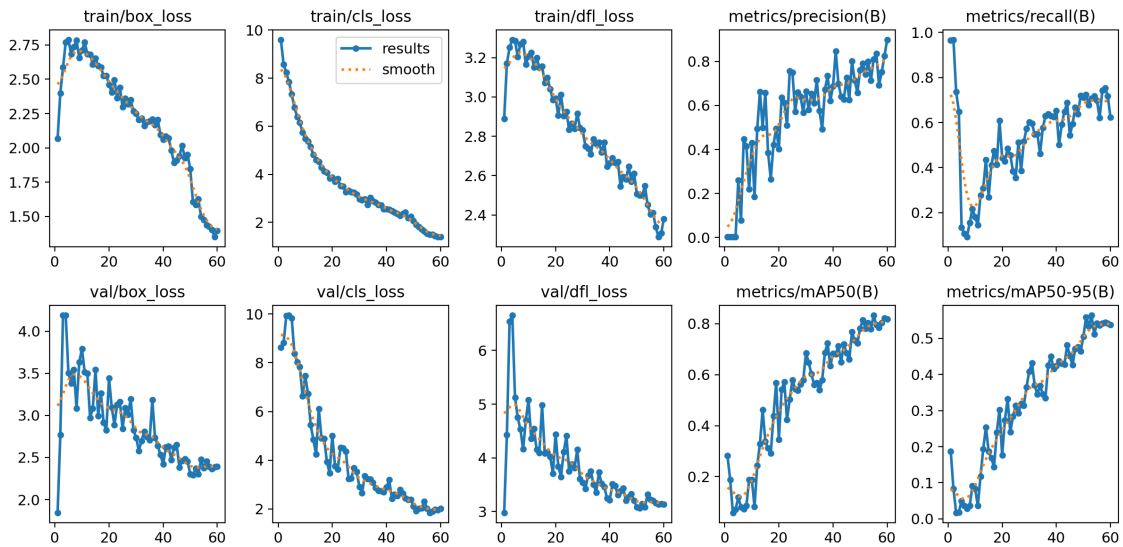 train/box_loss
train/cls_loss
train/dfl_loss
metrics/precision(B)
metrics/recall(B)
2.75
2.50
2.25
2.00
1.75
1.50
0 20 40 60
10
8
6
4
2
0 20 40 60
results
smooth
3.2
3.0
2.8
2.6
2.4
0 20 40 60
0.8
0.6
0.4
0.2
0.0
0 20 40 60
1.0
0.8
0.6
0.4
0.2
0 20 40 60
val/box_loss
val/cls_loss
val/dfl_loss
metrics/mAP50(B)
metrics/mAP50-95(B)
4.0
3.5
3.0
2.5
2.0
0 20 40 60
10
8
6
4
2
0 20 40 60
6
5
4
3
0 20 40 60
0.8
0.6
0.4
0.2
0 20 40 60
0.5
0.4
0.3
0.2
0.1
0.0
0 20 40 60